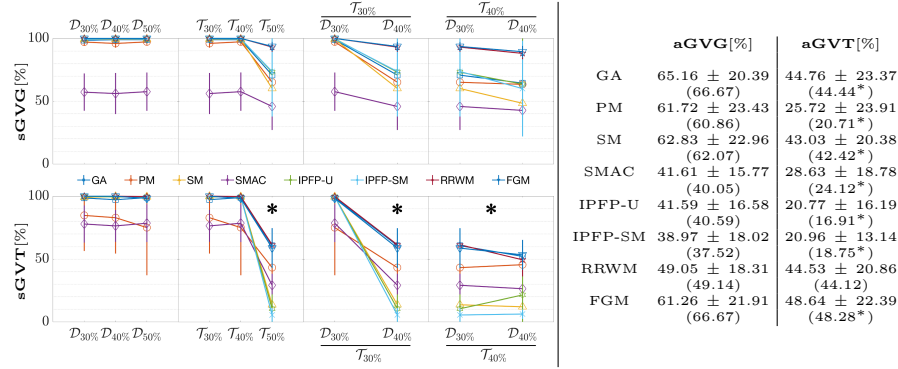 𝒯30%
𝒯40%
𝒟30% 𝒟40% 𝒟50%
𝒯30% 𝒯40% 𝒯50%
𝒟30% 𝒟40%
𝒟30% 𝒟40%
100
50
0
sGVG[%]
GA PM SM SMAC IPFP-U IPFP-SM RRWM FGM
100
50
0
sGVT[%]
* * *
𝒟30% 𝒟40% 𝒟50%
𝒯30% 𝒯40% 𝒯50%
𝒟30% 𝒟40%
𝒟30% 𝒟40%
𝒯30%
𝒯40%
aGVG[%] aGVT[%]
GA 65.16 ± 20.39 44.76 ± 23.37
(66.67) (44.44*)
PM 61.72 ± 23.43 25.72 ± 23.91
(60.86) (20.71*)
SM 62.83 ± 22.96 43.03 ± 20.38
(62.07) (42.42*)
SMAC 41.61 ± 15.77 28.63 ± 18.78
(40.05) (24.12*)
IPFP-U 41.59 ± 16.58 20.77 ± 16.19
(40.59) (16.91*)
IPFP-SM 38.97 ± 18.02 20.96 ± 13.14
(37.52) (18.75*)
RRWM 49.05 ± 18.31 44.53 ± 20.86
(49.14) (44.12)
FGM 61.26 ± 21.91 48.64 ± 22.39
(66.67) (48.28*)